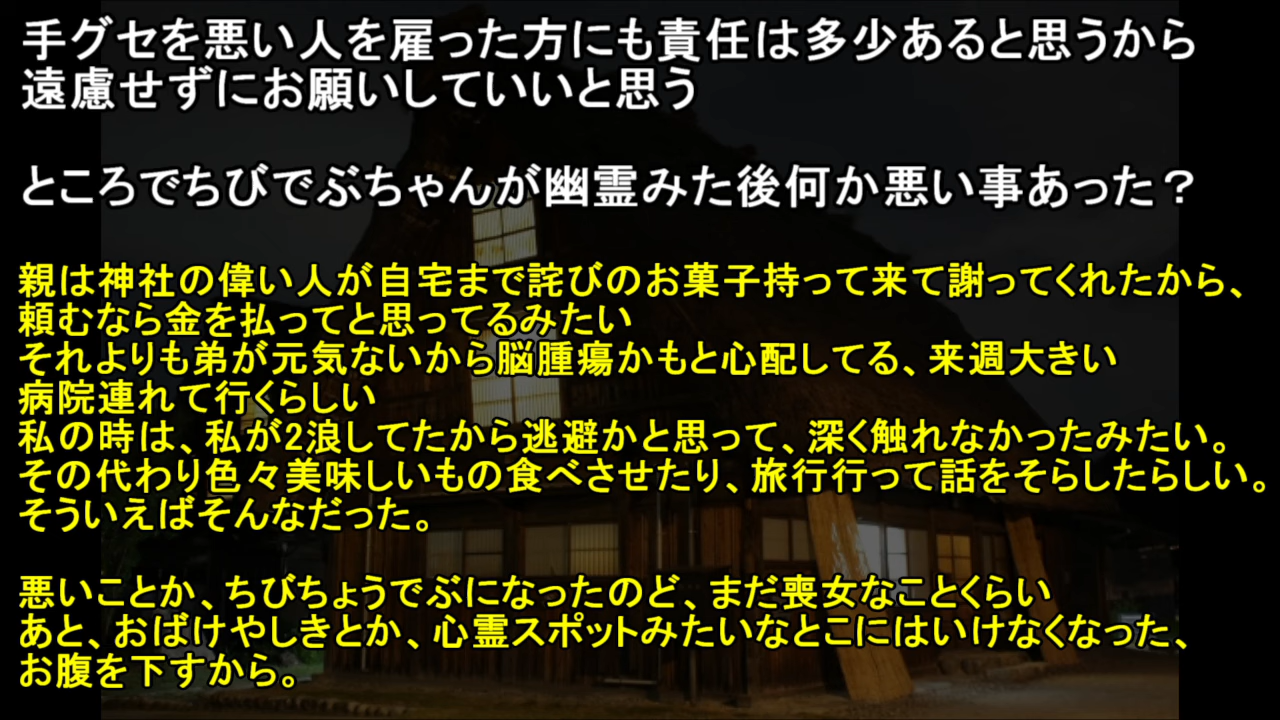 手グセを悪い人を雇った方にも責任は多少あると思うから
遠慮せずにお願いしていいと思う
ところでちびでぶちゃんが幽霊みた後何か悪い事あった？
親は神社の偉い人が自宅まで詫びのお菓子持って来て謝ってくれたから、
頼むなら金を払ってと思ってるみたい
それよりも弟が元気ないから脳腫瘍かもと心配してる、来週大きい
病院連れて行くらしい
私の時は、私が2浪してたから逃避かと思って、深く触れなかったみたい。
その代わり色々美味しいもの食べさせたり、旅行行って話をそらしたらしい。
そういえばそんなだった。
悪いことか、ちびちょうでぶになったのど、まだ喪女なことくらい
あと、おばけやしきとか、心霊スポットみたいなとこにはいけなくなった、
お腹を下すから。